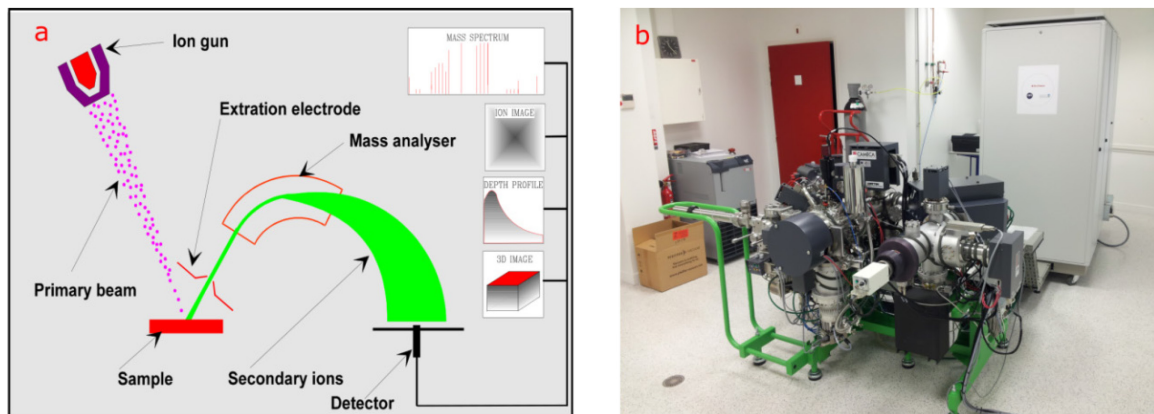 a
Ion gun
MASS SPECTRUM
Extration electrode
ION IMAGE
Mass analyser
DEPTH PROFILE
3D IMAGE
Primary beam
Sample
Secondary ions
Detector
b
CAMECA